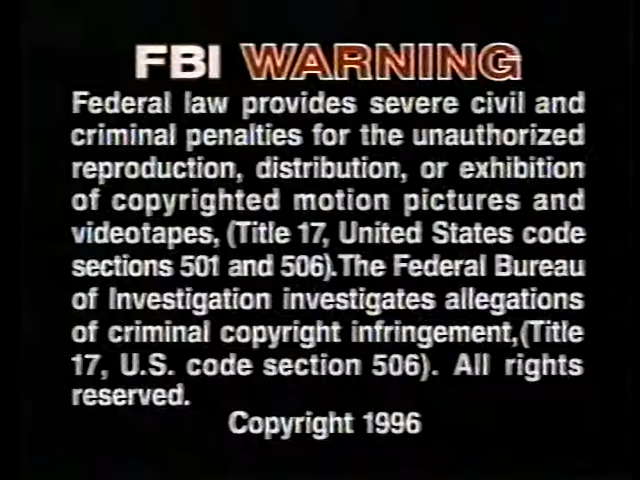 FBI WARNING
Federal law provides severe civil and
criminal penalties for the unauthorized
reproduction, distribution, or exhibition
of copyrighted motion pictures and
videotapes, (Title 17, United States code
sections 501 and 506).The Federal Bureau
of Investigation investigates allegations
of criminal copyright infringement,(Title
17, U.S. code section 506). All rights
reserved.
Copyright 1996